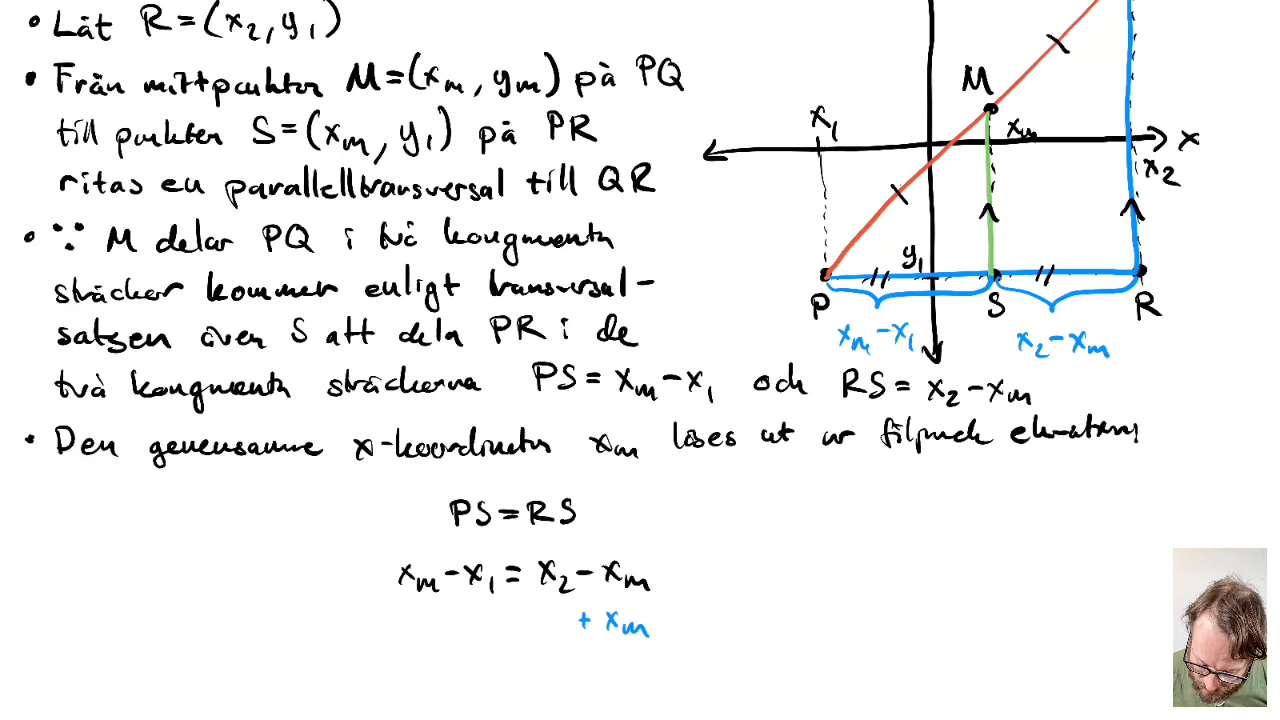 • Låt R = (x₂, y₁)
• Från mittpunkten M = (xₘ, yₘ) på PQ
till punkten S = (xₘ, y₁) på PR
ritas en paralleltransversal till QR
• ∵ M delar PQ i två kongruenta
sträckor kommer enligt transversal-
satsen även S att dela PR i de
två kongruenta sträckorna PS = xₘ - x₁ och RS = x₂ - xₘ
• Den gemensamma x-koordinaten xₘ löses ut ur följande ekvation
PS = RS
xₘ - x₁ = x₂ - xₘ
+ xₘ
M
x₁
xₘ
x
x₂
y₁
P
S
R
xₘ - x₁
x₂ - xₘ